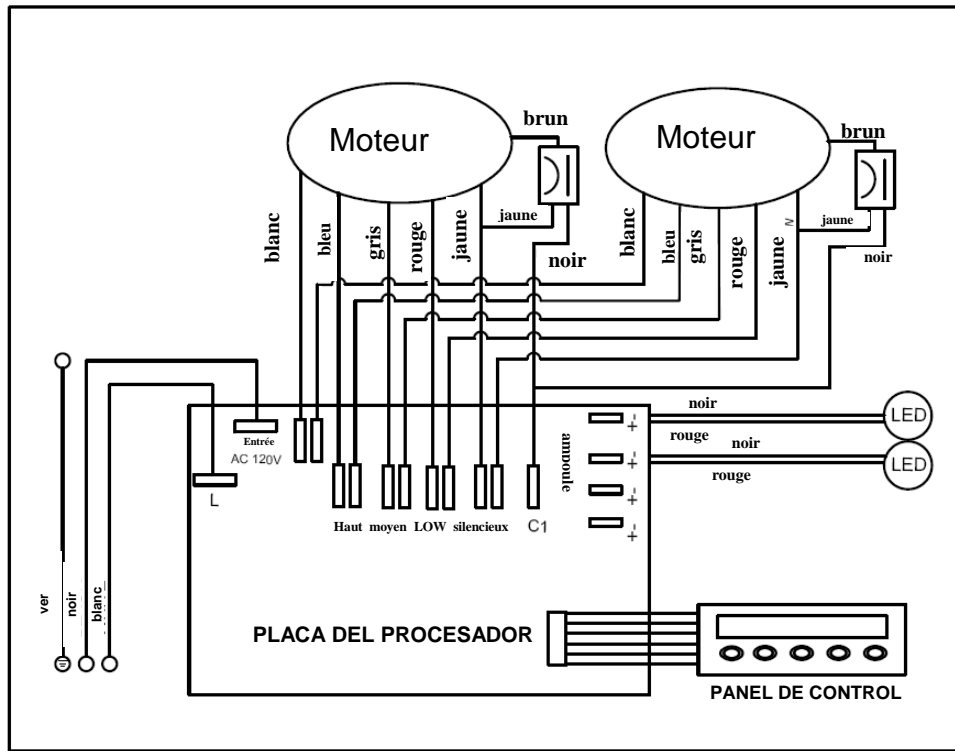 Moteur
brun
blanc
bleu
gris
rouge
jaune
jaune
noir
Moteur
brun
blanc
bleu
gris
rouge
jaune
N
jaune
noir
Entrée
AC 120V
L
Haut moyen LOW silencieux C1
ampoule
- +
- +
- +
- +
noir
rouge
noir
rouge
LED
LED
ver
noir
blanc
PLACA DEL PROCESADOR
PANEL DE CONTROL